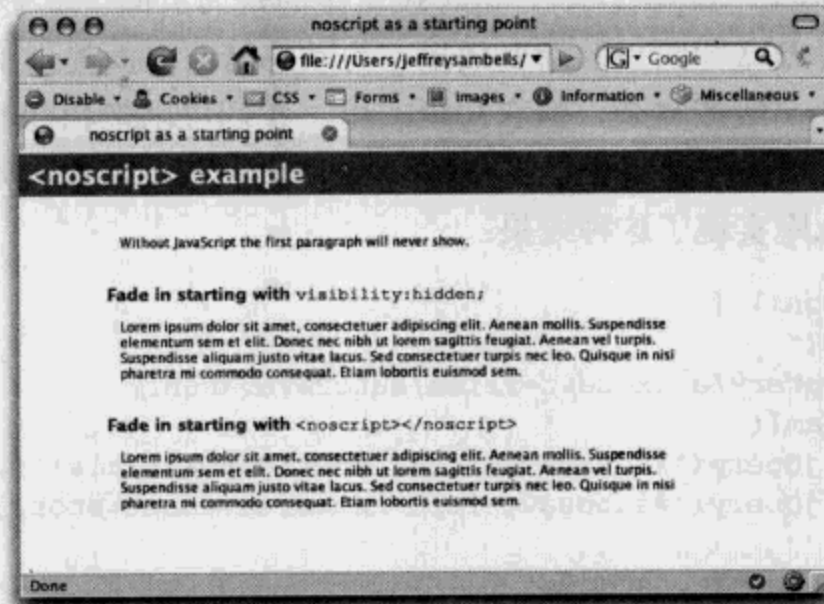 noscript as a starting point
file:///Users/jeffreysambells/
G Google
Disable Cookies CSS Forms Images Information Miscellaneous
noscript as a starting point
<noscript> example
Without JavaScript the first paragraph will never show.
Fade in starting with visibility:hidden;
Lorem ipsum dolor sit amet, consectetuer adipiscing elit. Aenean mollis. Suspendisse
elementum sem et elit. Donec nec nibh ut lorem sagittis feugiat. Aenean vel turpis.
Suspendisse aliquam justo vitae lacus. Sed consectetuer turpis nec leo. Quisque in nisi
pharetra mi commodo consequat. Etiam lobortis euismod sem.
Fade in starting with <noscript></noscript>
Lorem ipsum dolor sit amet, consectetuer adipiscing elit. Aenean mollis. Suspendisse
elementum sem et elit. Donec nec nibh ut lorem sagittis feugiat. Aenean vel turpis.
Suspendisse aliquam justo vitae lacus. Sed consectetuer turpis nec leo. Quisque in nisi
pharetra mi commodo consequat. Etiam lobortis euismod sem.
Done